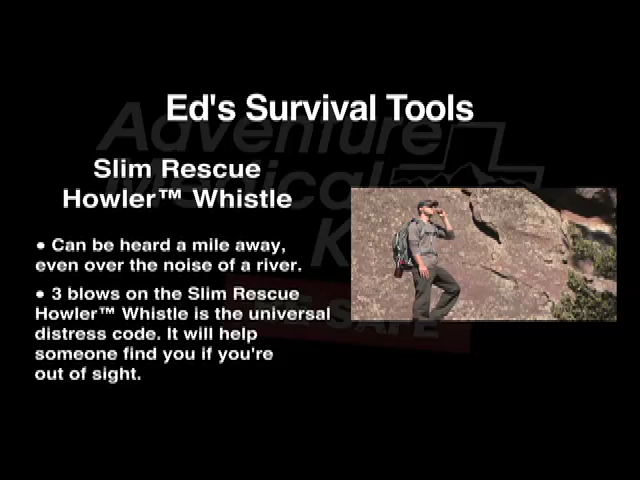 Ed's Survival Tools
Adventure
Medical
Slim Rescue
Howler™ Whistle
● Can be heard a mile away,
even over the noise of a river.
● 3 blows on the Slim Rescue
Howler™ Whistle is the universal
distress code. It will help
someone find you if you're
out of sight.